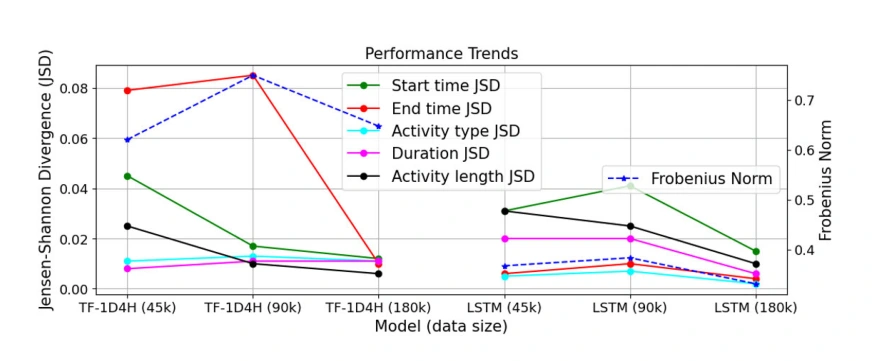 Performance Trends
Jensen-Shannon Divergence (JSD)
0.08
0.06
0.04
0.02
0.00
Start time JSD
End time JSD
Activity type JSD
Duration JSD
Activity length JSD
Frobenius Norm
0.7
0.6
0.5
0.4
Frobenius Norm
TF-1D4H (45k) TF-1D4H (90k) TF-1D4H (180k) LSTM (45k) LSTM (90k) LSTM (180k)
Model (data size)